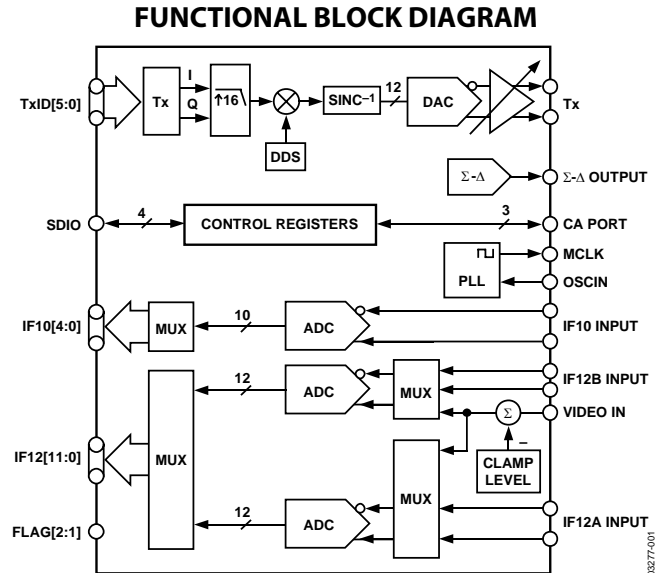 FUNCTIONAL BLOCK DIAGRAM
TxID[5:0]
Tx
I
Q
↑16
DDS
SINC–1
12
DAC
Tx
Σ-Δ
Σ-Δ OUTPUT
SDIO
4
CONTROL REGISTERS
3
CA PORT
MCLK
PLL
OSCIN
IF10[4:0]
MUX
10
ADC
IF10 INPUT
12
ADC
MUX
IF12B INPUT
Σ
VIDEO IN
–
CLAMP
LEVEL
IF12[11:0]
MUX
MUX
FLAG[2:1]
12
ADC
IF12A INPUT
03277-001